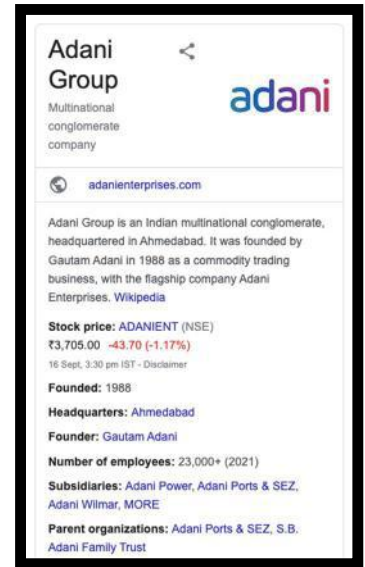 Adani
Group
adani
Multinational
conglomerate
company
adanienterprises.com
Adani Group is an Indian multinational conglomerate,
headquartered in Ahmedabad. It was founded by
Gautam Adani in 1988 as a commodity trading
business, with the flagship company Adani
Enterprises. Wikipedia
Stock price: ADANIENT (NSE)
₹3,705.00 -43.70 (-1.17%)
16 Sept, 3:30 pm IST - Disclaimer
Founded: 1988
Headquarters: Ahmedabad
Founder: Gautam Adani
Number of employees: 23,000+ (2021)
Subsidiaries: Adani Power, Adani Ports & SEZ,
Adani Wilmar, MORE
Parent organizations: Adani Ports & SEZ, S.B.
Adani Family Trust